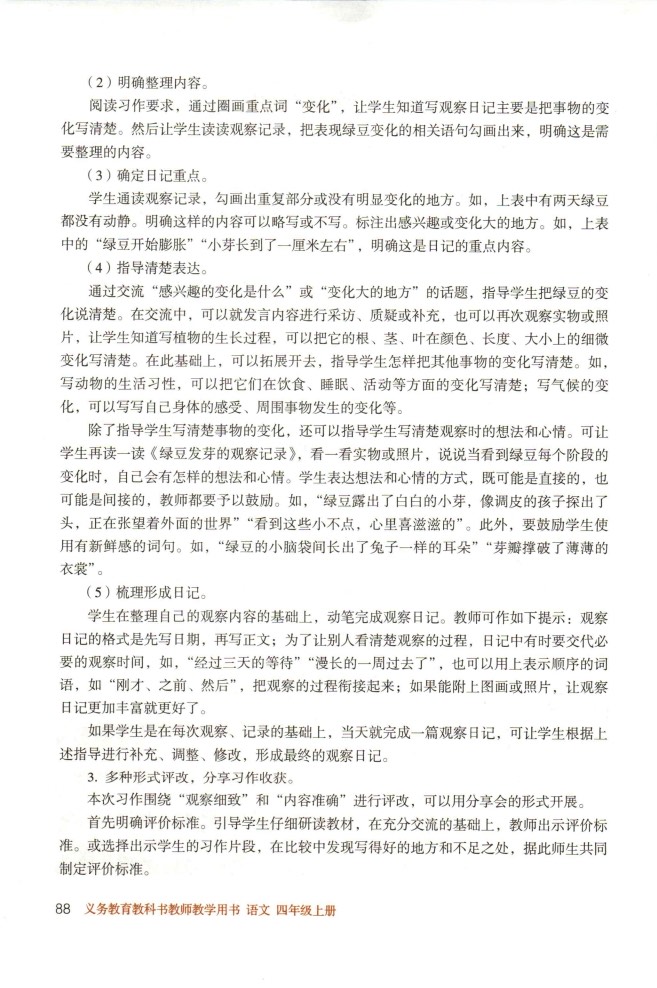 （2）明确整理内容。
阅读习作要求，通过圈画重点词“变化”，让学生知道写观察日记主要是把事物的变
化写清楚。然后让学生读读观察记录，把表现绿豆变化的相关语句勾画出来，明确这是需
要整理的内容。
（3）确定日记重点。
学生通读观察记录，勾画出重复部分或没有明显变化的地方。如，上表中有两天绿豆
都没有动静。明确这样的内容可以略写或不写。标注出感兴趣或变化大的地方。如，上表
中的“绿豆开始膨胀”“小芽长到了一厘米左右”，明确这是日记的重点内容。
（4）指导清楚表达。
通过交流“感兴趣的变化是什么”或“变化大的地方”的话题，指导学生把绿豆的变
化说清楚。在交流中，可以就发言内容进行采访、质疑或补充，也可以再次观察实物或照
片，让学生知道写植物的生长过程，可以把它的根、茎、叶在颜色、长度、大小上的细微
变化写清楚。在此基础上，可以拓展开去，指导学生怎样把其他事物的变化写清楚。如，
写动物的生活习性，可以把它们在饮食、睡眠、活动等方面的变化写清楚；写气候的变
化，可以写写自己身体的感受、周围事物发生的变化等。
除了指导学生写清楚事物的变化，还可以指导学生写清楚观察时的想法和心情。可让
学生再读一读《绿豆发芽的观察记录》，看一看实物或照片，说说当看到绿豆每个阶段的
变化时，自己会有怎样的想法和心情。学生表达想法和心情的方式，既可能是直接的，也
可能是间接的，教师都要予以鼓励。如，“绿豆露出了白白的小芽，像调皮的孩子探出了
头，正在张望着外面的世界”“看到这些小不点，心里喜滋滋的”。此外，要鼓励学生使
用有新鲜感的词句。如，“绿豆的小脑袋间长出了兔子一样的耳朵”“芽瓣撑破了薄薄的
衣裳”。
（5）梳理形成日记。
学生在整理自己的观察内容的基础上，动笔完成观察日记。教师可作如下提示：观察
日记的格式是先写日期，再写正文；为了让别人看清楚观察的过程，日记中有时要交代必
要的观察时间，如，“经过三天的等待”“漫长的一周过去了”，也可以用上表示顺序的词
语，如“刚才、之前、然后”，把观察的过程衔接起来；如果能附上图画或照片，让观察
日记更加丰富就更好了。
如果学生是在每次观察、记录的基础上，当天就完成一篇观察日记，可让学生根据上
述指导进行补充、调整、修改，形成最终的观察日记。
3. 多种形式评改，分享习作收获。
本次习作围绕“观察细致”和“内容准确”进行评改，可以用分享会的形式开展。
首先明确评价标准。引导学生仔细研读教材，在充分交流的基础上，教师出示评价标
准。或选择出示学生的习作片段，在比较中发现写得好的地方和不足之处，据此师生共同
制定评价标准。
88 义务教育教科书教师教学用书 语文 四年级上册